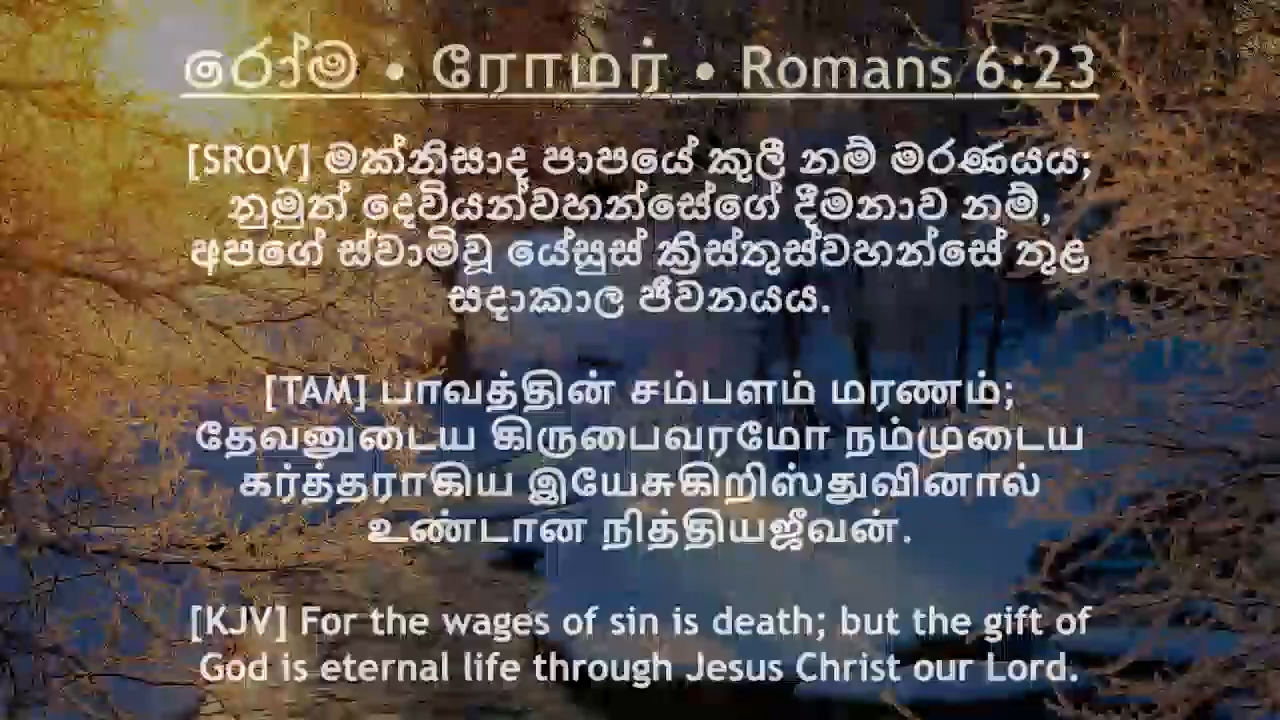 රෝම • ரோமர் • Romans 6:23
[SROV] මක්නිසාද පාපයේ කුලී නම් මරණයය;
නුමුත් දෙවියන්වහන්සේගේ දීමනාව නම්,
අපගේ ස්වාමිවූ යේසුස් ක්‍රිස්තුස්වහන්සේ තුළ
සදාකාල ජීවනයය.
[TAM] பாவத்தின் சம்பளம் மரணம்;
தேவனுடைய கிருபைவரமோ நம்முடைய
கர்த்தராகிய இயேசுகிறிஸ்துவினால்
உண்டான நித்தியஜீவன்.
[KJV] For the wages of sin is death; but the gift of
God is eternal life through Jesus Christ our Lord.